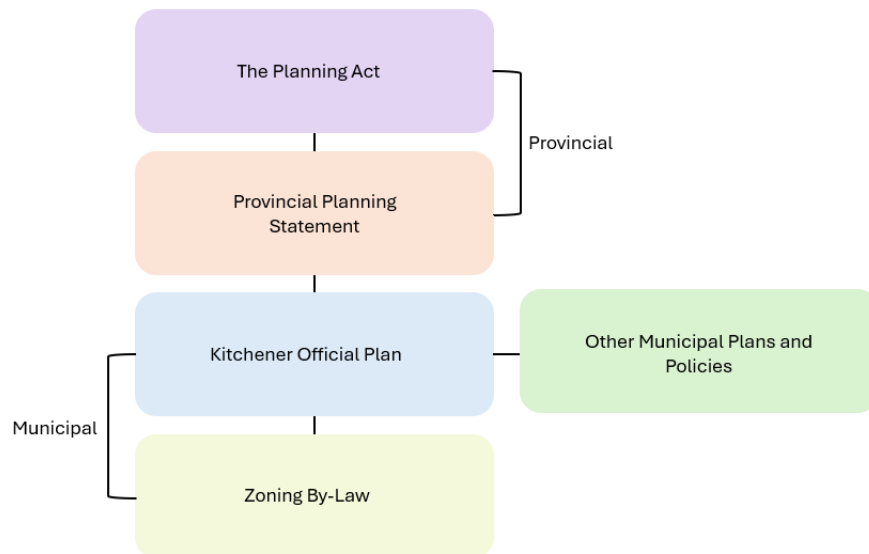 The Planning Act
Provincial
Provincial Planning
Statement
Kitchener Official Plan
Other Municipal Plans and
Policies
Municipal
Zoning By-Law